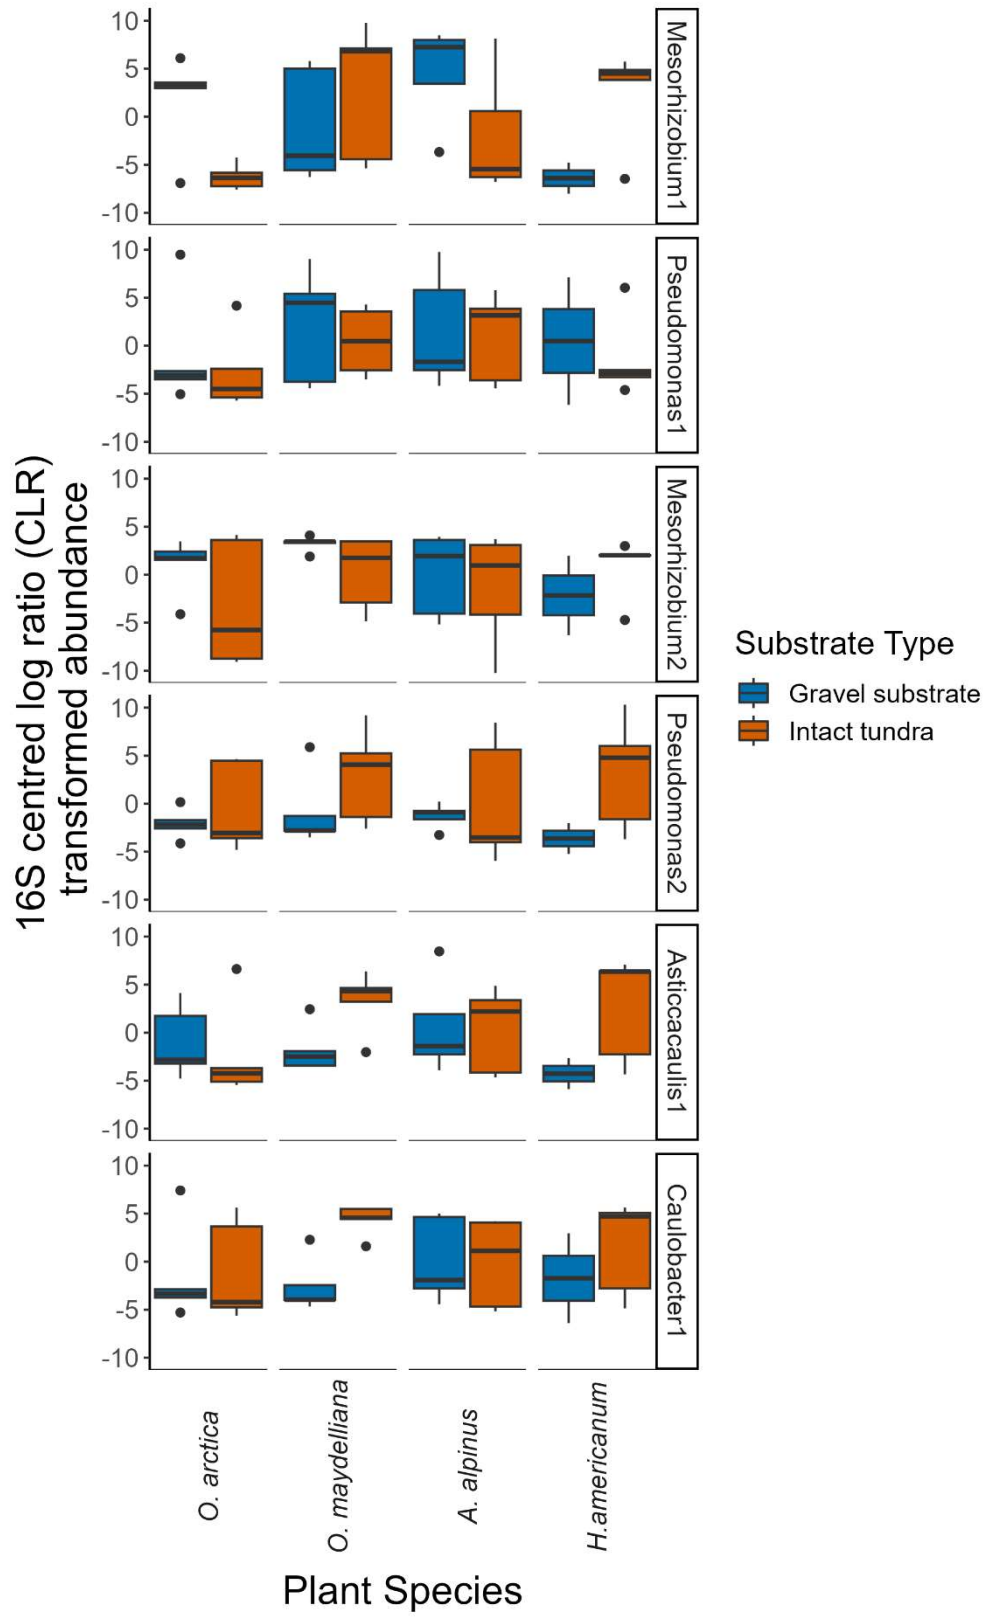 10
5
0
-5
-10
Mesorhizobium1
10
5
0
-5
-10
Pseudomonas1
10
5
0
-5
-10
Mesorhizobium2
10
5
0
-5
-10
Pseudomonas2
10
5
0
-5
-10
Asticcacaulis1
10
5
0
-5
-10
Caulobacter1
16S centred log ratio (CLR)
transformed abundance
O. arctica
O. maydelliana
A. alpinus
H.americanum
Plant Species
Substrate Type
Gravel substrate
Intact tundra